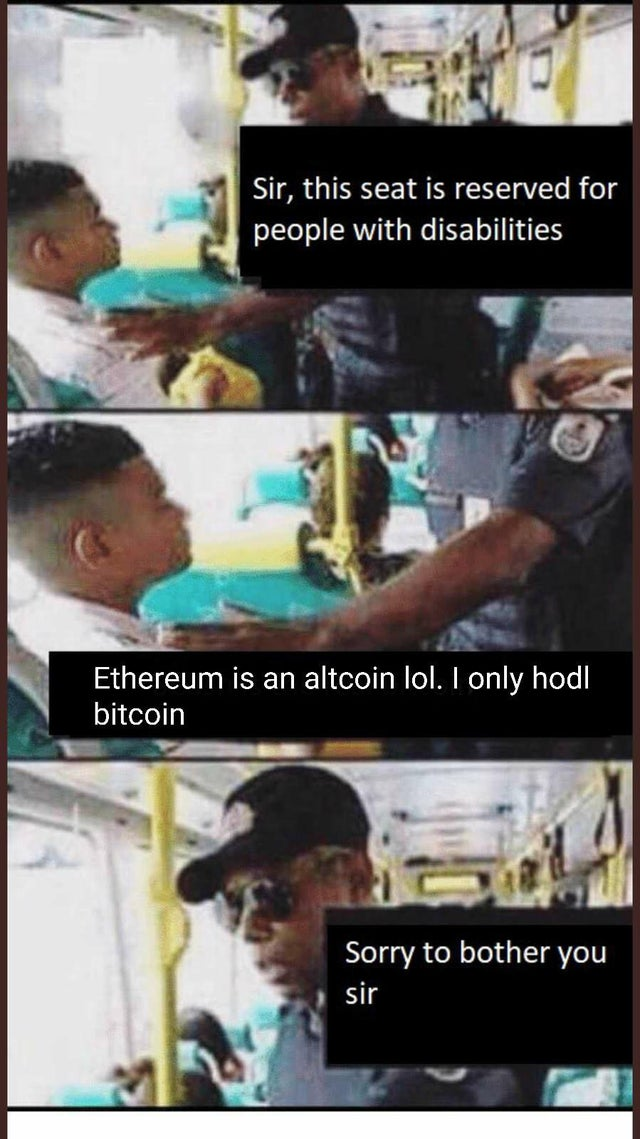 Sir, this seat is reserved for
people with disabilities
Ethereum is an altcoin lol. I only hodl
bitcoin
Sorry to bother you
sir